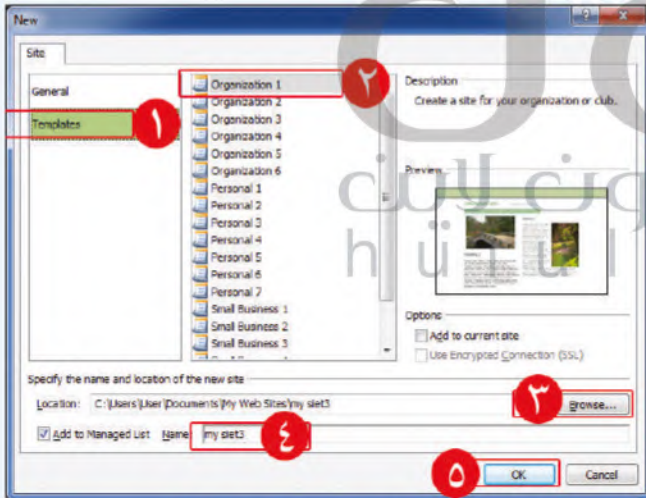 New
Site
General
Templates
١
Organization 1
٢
Organization 2
Organization 3
Organization 4
Organization 5
Organization 6
Personal 1
Personal 2
Personal 3
Personal 4
Personal 5
Personal 6
Personal 7
Small Business 1
Small Business 2
Small Business 3
Description
Create a site for your organization or club.
Preview
Options
Add to current site
Use Encrypted Connection (SSL)
Specify the name and location of the new site
Location: C:\Users\User\Documents\My Web Sites\my siet3
٣
Browse...
Add to Managed List Name: my siet3
٤
٥
OK Cancel